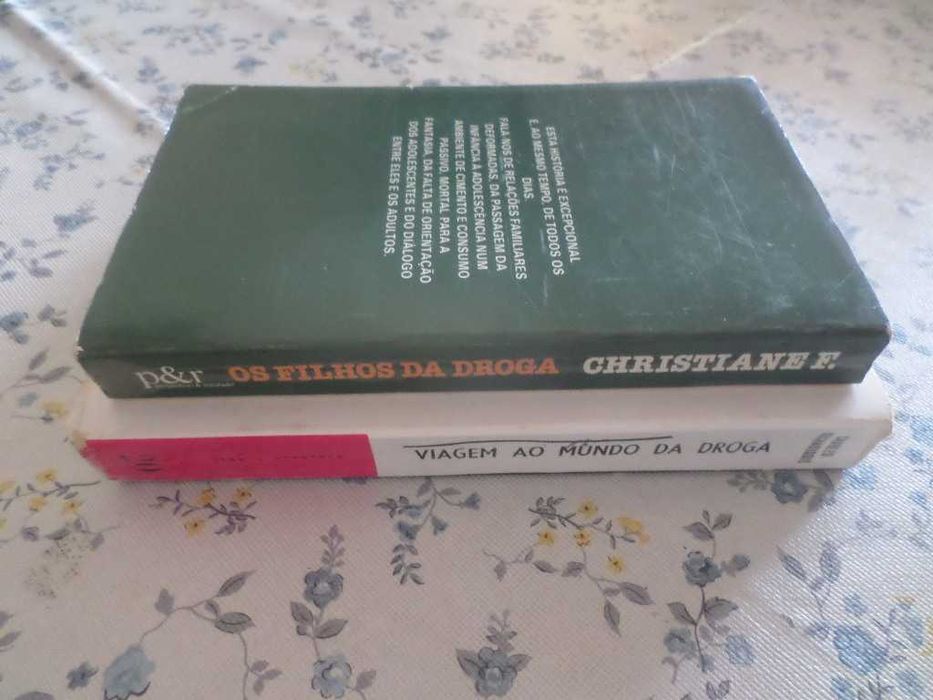 ESTA HISTÓRIA É EXCEPCIONAL
E, AO MESMO TEMPO, DE TODOS OS
DIAS.
FALA-NOS DE RELAÇÕES FAMILIARES
DEFORMADAS, DA PASSAGEM DA
INFÂNCIA À ADOLESCÊNCIA NUM
AMBIENTE DE CIMENTO E CONSUMO
PASSIVO, MORTAL PARA A
FANTASIA, DA FALTA DE ORIENTAÇÃO
DOS ADOLESCENTES E DO DIÁLOGO
ENTRE ELES E OS ADULTOS.
p&r OS FILHOS DA DROGA CHRISTIANE F.
VIAGEM AO MUNDO DA DROGA